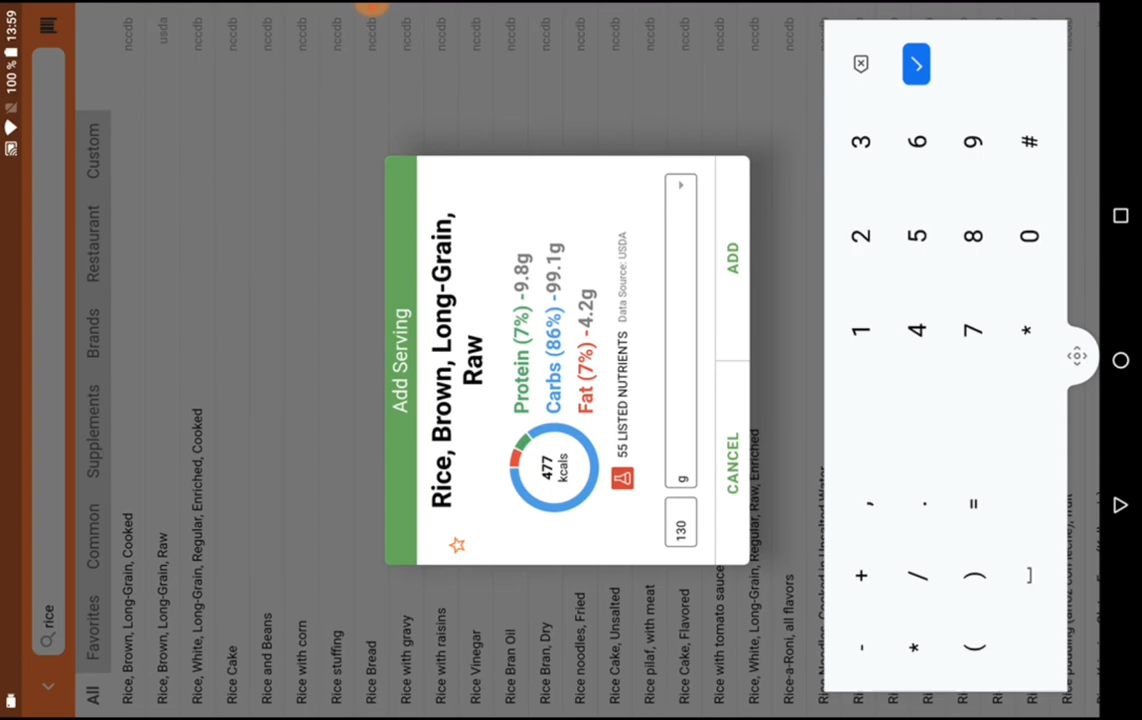 100 % 13:59
rice
All Favorites Common Supplements Brands Restaurant Custom
Rice, Brown, Long-Grain, Cooked nccdb
Rice, Brown, Long-Grain, Raw usda
Rice, White, Long-Grain, Regular, Enriched, Cooked nccdb
Rice Cake nccdb
Rice and Beans nccdb
Rice with corn nccdb
Rice stuffing nccdb
Rice Bread nccdb
Rice with gravy nccdb
Rice with raisins nccdb
Rice Vinegar nccdb
Rice Bran Oil nccdb
Rice Bran, Dry nccdb
Rice noodles, Fried nccdb
Rice Cake, Unsalted nccdb
Rice pilaf, with meat nccdb
Rice Cake, Flavored nccdb
Rice with tomato sauce nccdb
Rice, White, Long-Grain, Regular, Raw, Enriched nccdb
Rice-a-Roni, all flavors nccdb
Add Serving
Rice, Brown, Long-Grain,
Raw
477
kcals
Protein (7%) - 9.8g
Carbs (86%) - 99.1g
Fat (7%) - 4.2g
55 LISTED NUTRIENTS Data Source: USDA
130 g
CANCEL ADD
- + , 1 2 3
* / . 4 5 6
( ) = 7 8 9
* 0 #